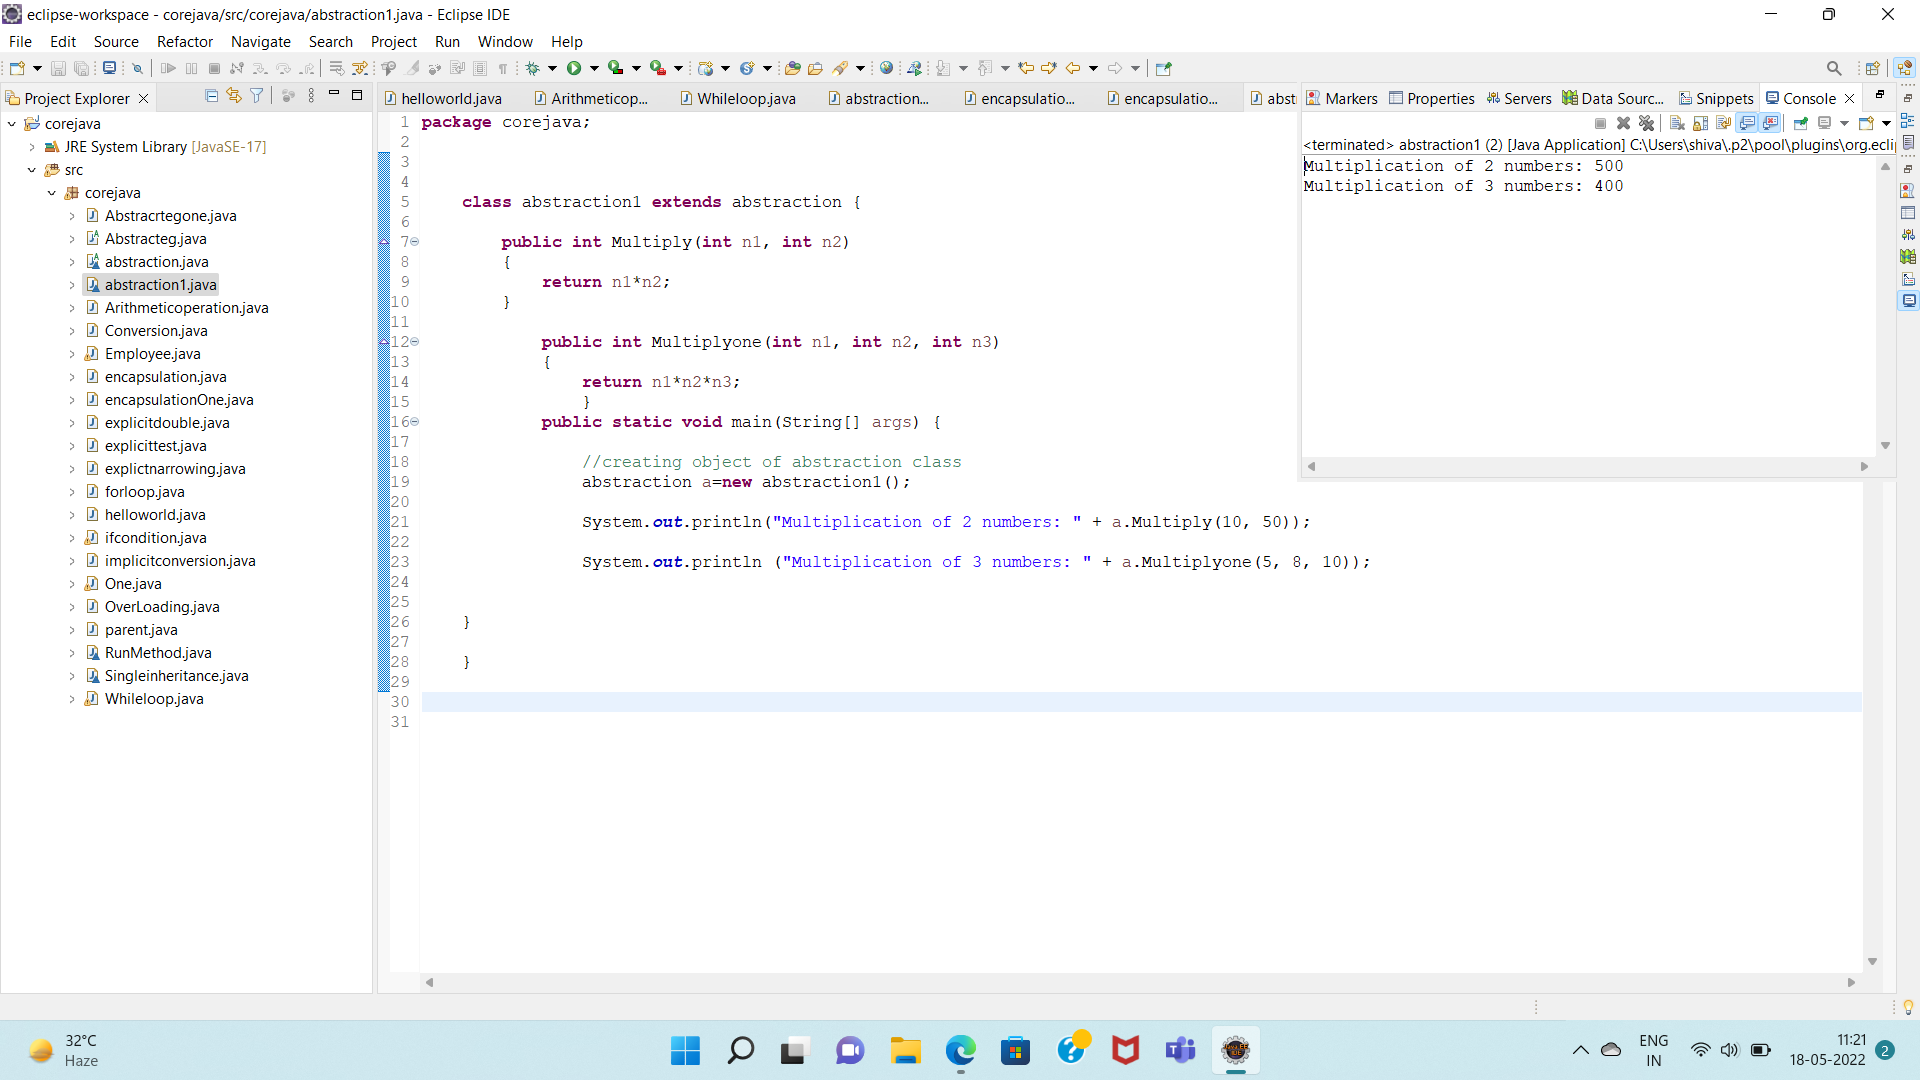 eclipse-workspace - corejava/src/corejava/abstraction1.java - Eclipse IDE
File Edit Source Refactor Navigate Search Project Run Window Help
Project Explorer
helloworld.java Arithmeticop... Whileloop.java abstraction... encapsulatio... encapsulatio... abst
Markers Properties Servers Data Sourc... Snippets Console
corejava
JRE System Library [JavaSE-17]
src
corejava
Abstracrtegone.java
Abstracteg.java
abstraction.java
abstraction1.java
Arithmeticoperation.java
Conversion.java
Employee.java
encapsulation.java
encapsulationOne.java
explicitdouble.java
explicittest.java
explictnarrowing.java
forloop.java
helloworld.java
ifcondition.java
implicitconversion.java
One.java
OverLoading.java
parent.java
RunMethod.java
Singleinheritance.java
Whileloop.java
1 package corejava;
2
3
4
5 class abstraction1 extends abstraction {
6
7 public int Multiply(int n1, int n2)
8 {
9 return n1*n2;
10 }
11
12 public int Multiplyone(int n1, int n2, int n3)
13 {
14 return n1*n2*n3;
15 }
16 public static void main(String[] args) {
17
18 //creating object of abstraction class
19 abstraction a=new abstraction1();
20
21 System.out.println("Multiplication of 2 numbers: " + a.Multiply(10, 50));
22
23 System.out.println ("Multiplication of 3 numbers: " + a.Multiplyone(5, 8, 10));
24
25
26 }
27
28 }
29
30
31
<terminated> abstraction1 (2) [Java Application] C:\Users\shiva\.p2\pool\plugins\org.ecli
Multiplication of 2 numbers: 500
Multiplication of 3 numbers: 400
32°C
Haze
ENG
IN
11:21
18-05-2022
2